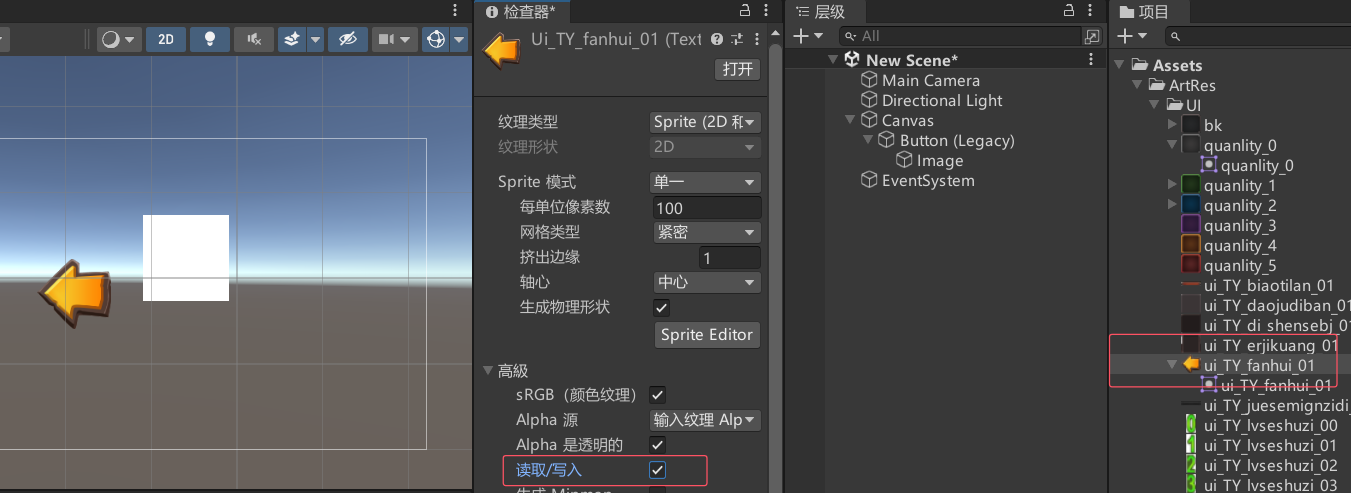 2D
检查器*
Ui_TY_fanhui_01 (Text
打开
纹理类型
Sprite (2D 和
纹理形状
2D
Sprite 模式
单一
每单位像素数
100
网格类型
紧密
挤出边缘
1
轴心
中心
生成物理形状
Sprite Editor
高級
sRGB（颜色纹理）
Alpha 源
输入纹理 Alp
Alpha 是透明的
读取/写入
层级
All
New Scene*
Main Camera
Directional Light
Canvas
Button (Legacy)
Image
EventSystem
项目
Assets
ArtRes
UI
bk
quanlity_0
quanlity_0
quanlity_1
quanlity_2
quanlity_3
quanlity_4
quanlity_5
ui_TY_biaotilan_01
ui_TY_daojudiban_01
ui_TY_di_shensebj_01
ui_TY_erjikuang_01
ui_TY_fanhui_01
ui_TY_fanhui_01
ui_TY_juesemignzidi_
ui_TY_lvseshuzi_00
ui_TY_lvseshuzi_01
ui_TY_lvseshuzi_02
ui_TY_lvseshuzi_03